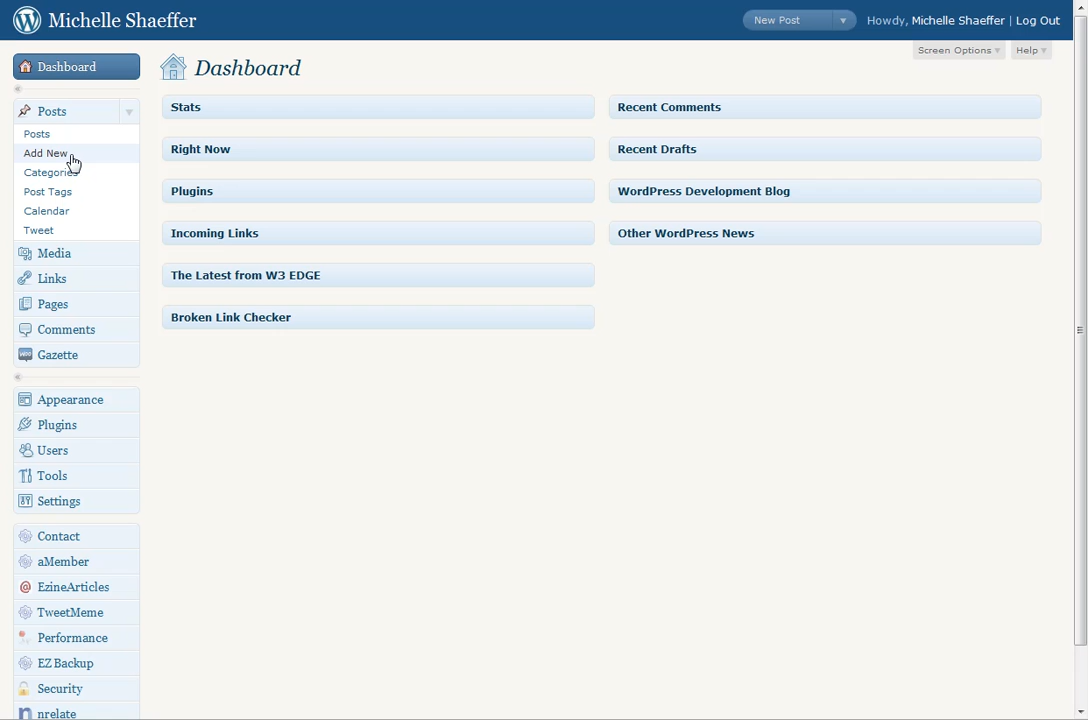 Michelle Shaeffer
New Post
Howdy, Michelle Shaeffer | Log Out
Screen Options
Help
Dashboard
Posts
Posts
Add New
Categories
Post Tags
Calendar
Tweet
Media
Links
Pages
Comments
Gazette
Appearance
Plugins
Users
Tools
Settings
Contact
aMember
EzineArticles
TweetMeme
Performance
EZ Backup
Security
nrelate
Dashboard
Stats
Right Now
Plugins
Incoming Links
The Latest from W3 EDGE
Broken Link Checker
Recent Comments
Recent Drafts
WordPress Development Blog
Other WordPress News